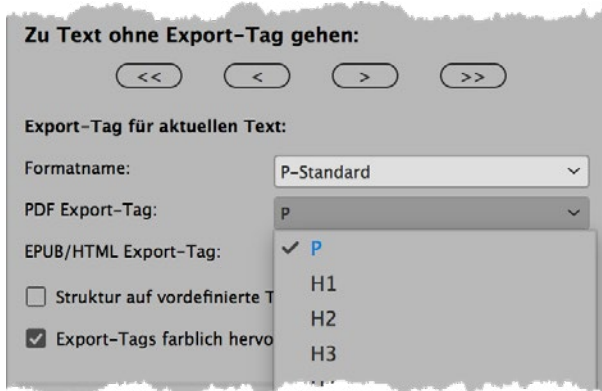 Zu Text ohne Export-Tag gehen:
<< < > >>
Export-Tag für aktuellen Text:
Formatname: P-Standard
PDF Export-Tag: P
EPUB/HTML Export-Tag: P
H1
Struktur auf vordefinierte T
H2
Export-Tags farblich hervo
H3